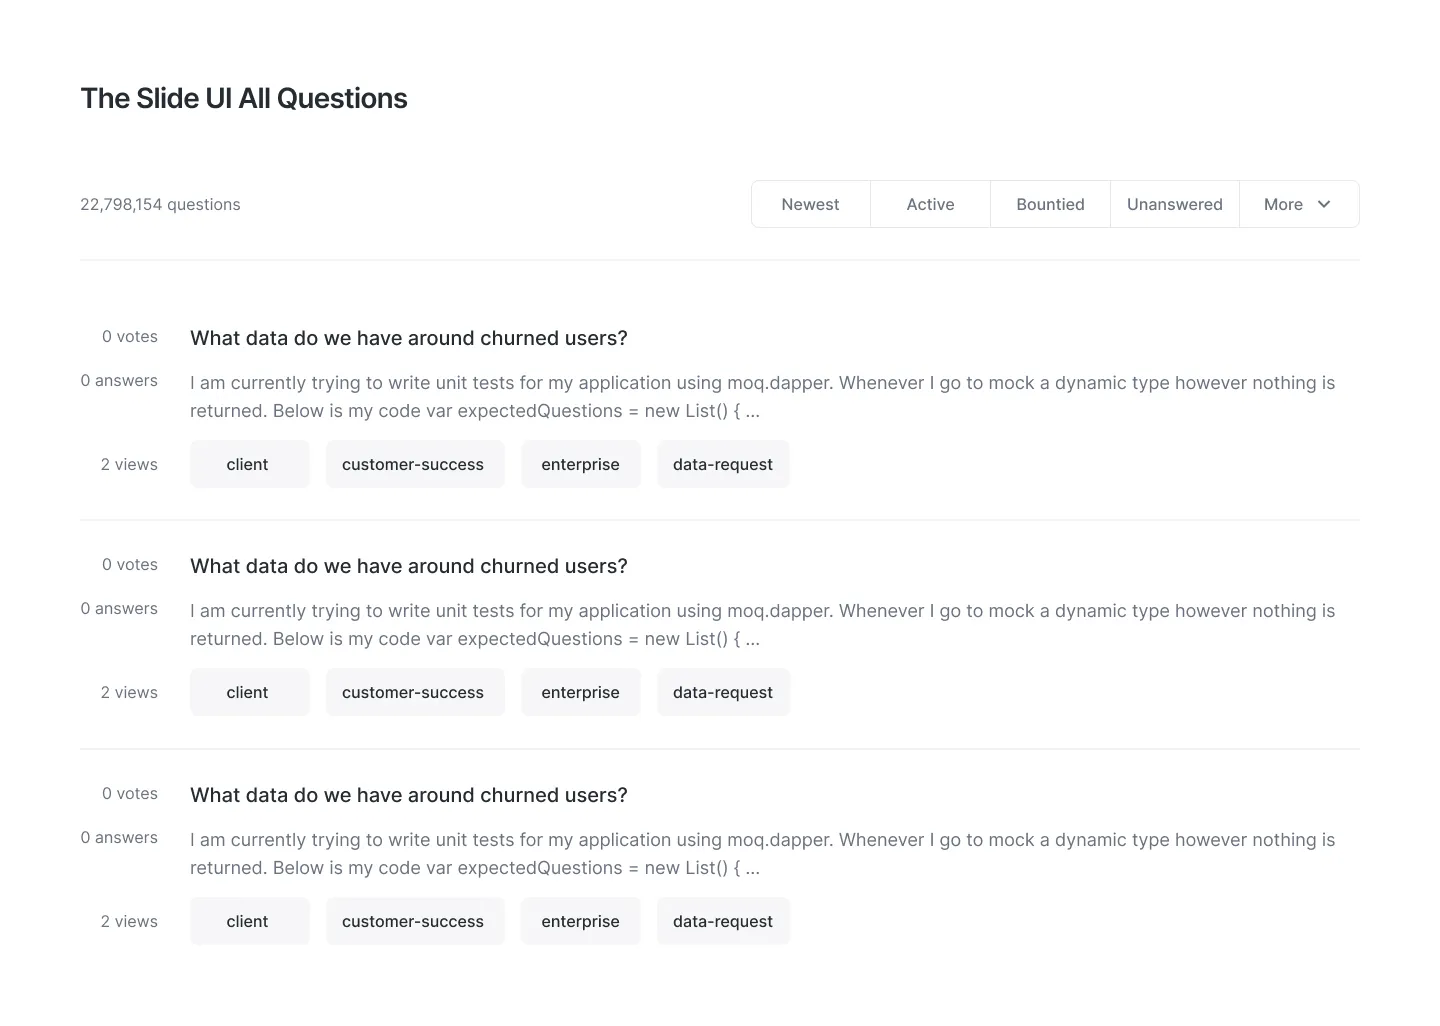 The Slide UI All Questions
22,798,154 questions
Newest
Active
Bountied
Unanswered
More
0 votes
What data do we have around churned users?
0 answers
I am currently trying to write unit tests for my application using moq.dapper. Whenever I go to mock a dynamic type however nothing is
returned. Below is my code var expectedQuestions = new List() { ...
2 views
client
customer-success
enterprise
data-request
0 votes
What data do we have around churned users?
0 answers
I am currently trying to write unit tests for my application using moq.dapper. Whenever I go to mock a dynamic type however nothing is
returned. Below is my code var expectedQuestions = new List() { ...
2 views
client
customer-success
enterprise
data-request
0 votes
What data do we have around churned users?
0 answers
I am currently trying to write unit tests for my application using moq.dapper. Whenever I go to mock a dynamic type however nothing is
returned. Below is my code var expectedQuestions = new List() { ...
2 views
client
customer-success
enterprise
data-request